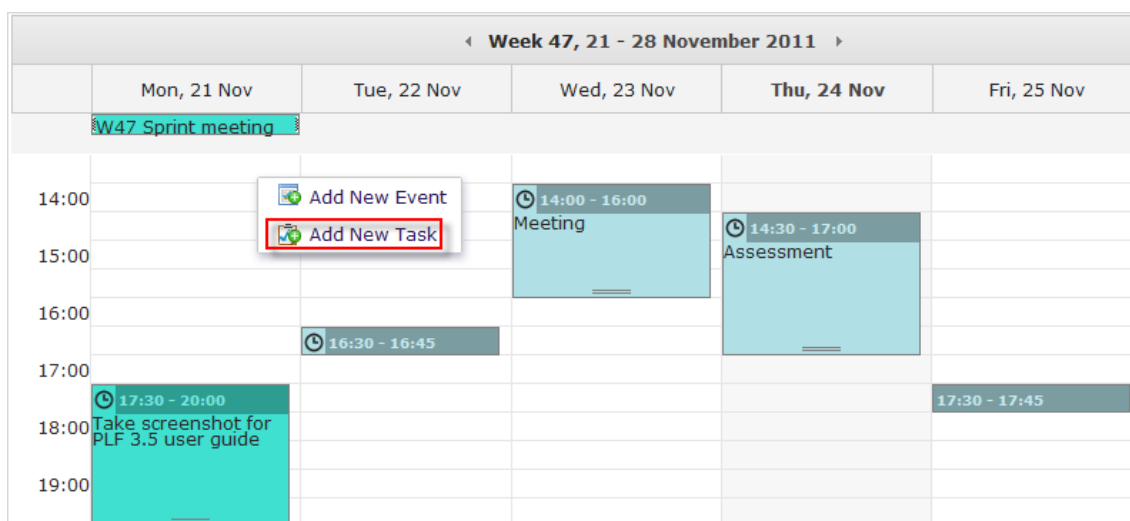 Week 47, 21 - 28 November 2011
Mon, 21 Nov
Tue, 22 Nov
Wed, 23 Nov
Thu, 24 Nov
Fri, 25 Nov
W47 Sprint meeting
14:00
Add New Event
Add New Task
14:00 - 16:00
Meeting
14:30 - 17:00
Assessment
15:00
16:00
16:30 - 16:45
17:00
17:30 - 20:00
Take screenshot for
PLF 3.5 user guide
17:30 - 17:45
18:00
19:00